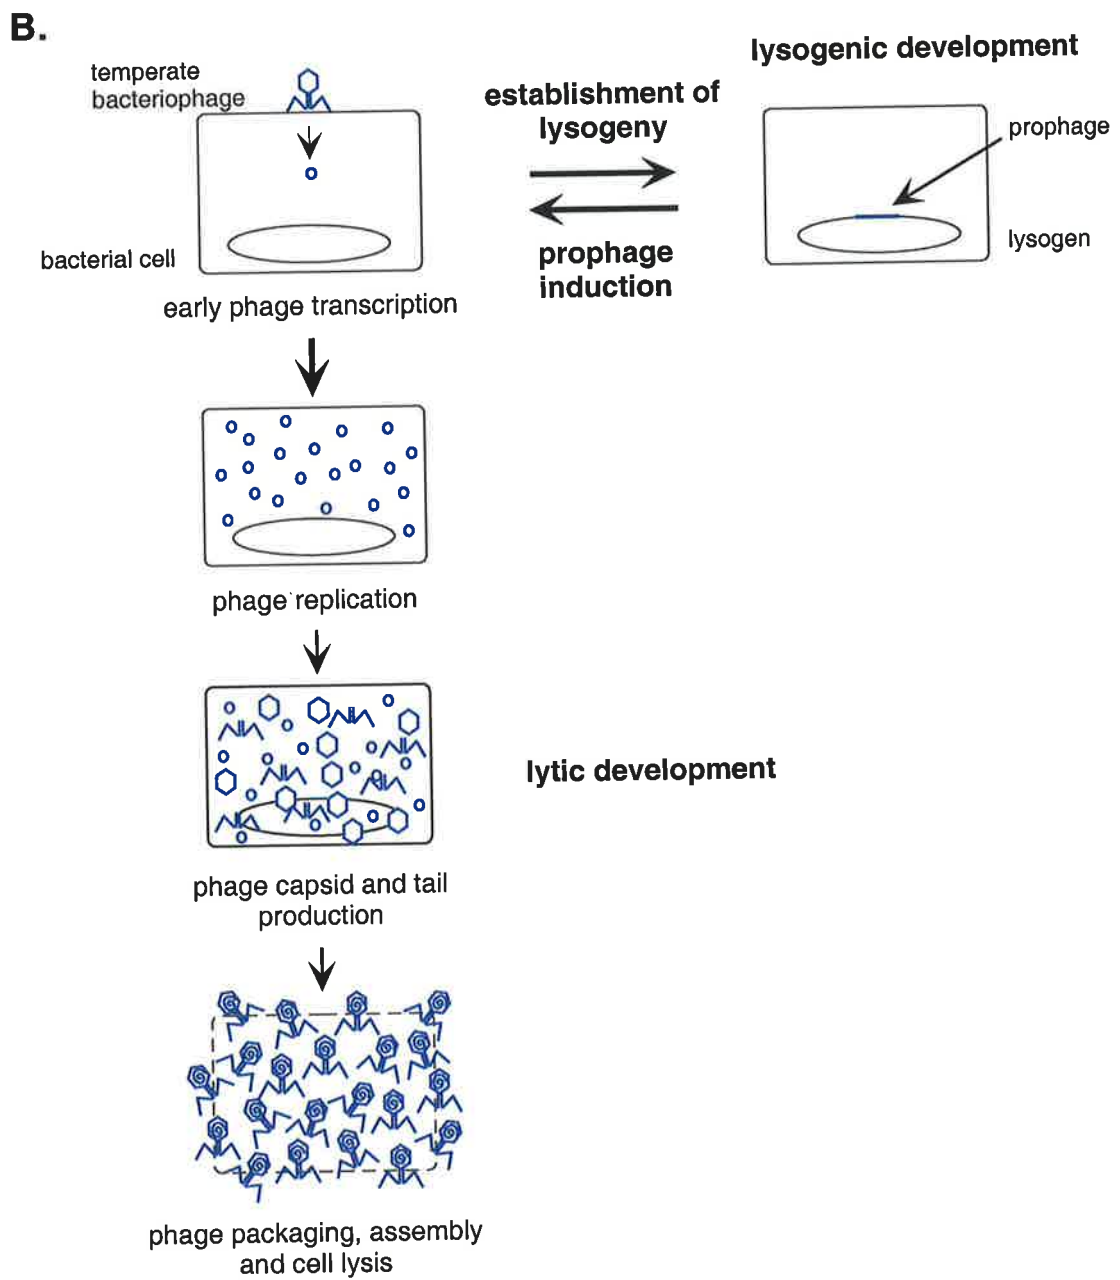 B.
lysogenic development
temperate
bacteriophage
establishment of
lysogeny
prophage
bacterial cell
prophage
induction
lysogen
early phage transcription
phage replication
lytic development
phage capsid and tail
production
phage packaging, assembly
and cell lysis